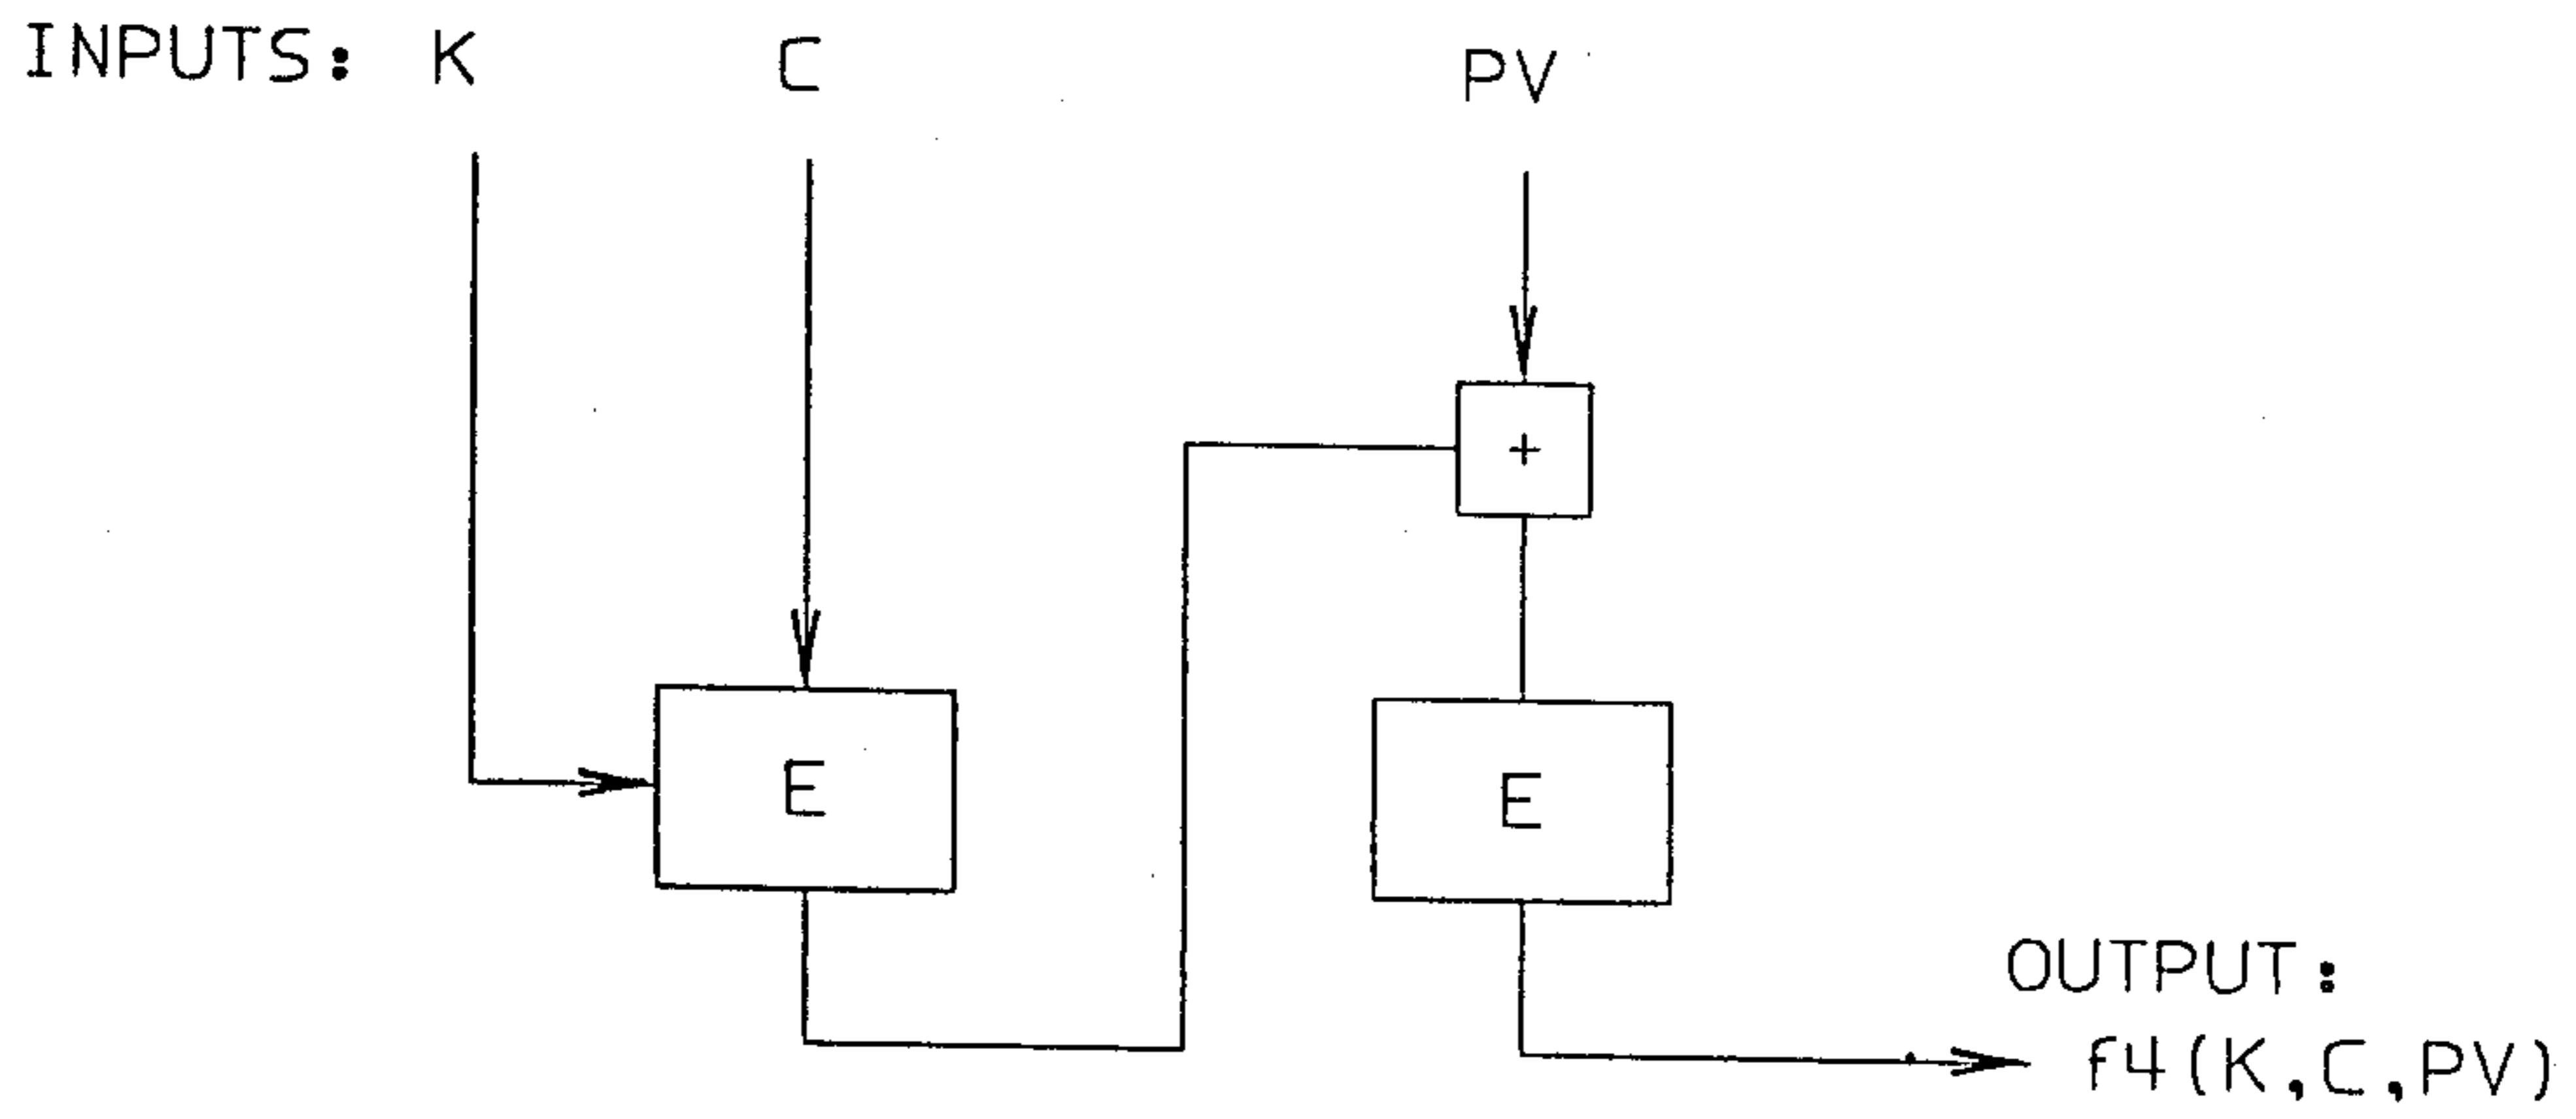 INPUTS: K C PV
+
E E
OUTPUT:
f4(K,C,PV)